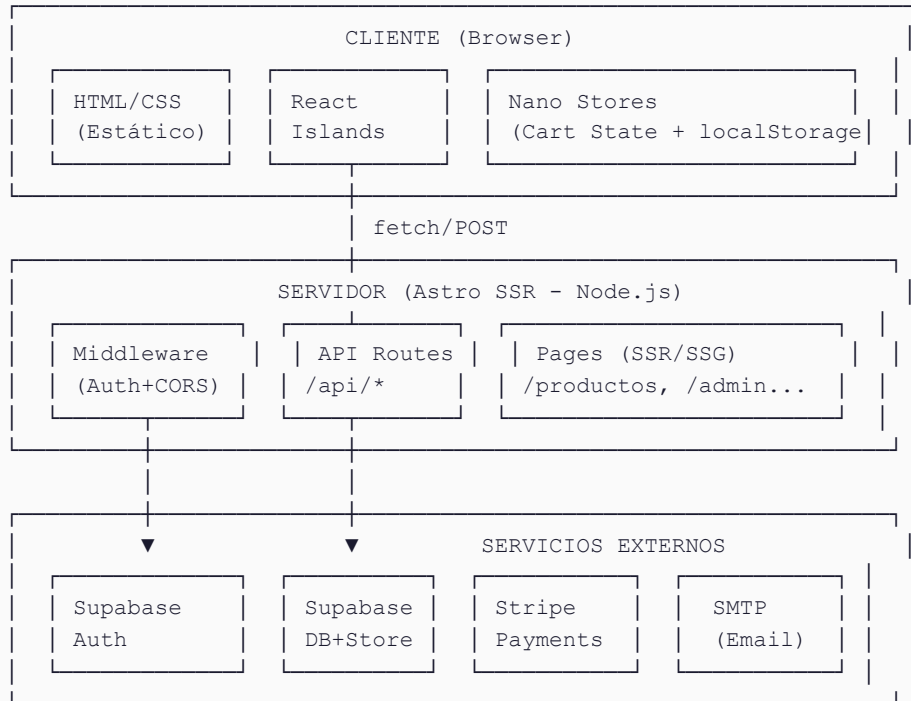 CLIENTE (Browser)
HTML/CSS React Nano Stores
(Estático) Islands (Cart State + localStorage
fetch/POST
SERVIDOR (Astro SSR - Node.js)
Middleware API Routes Pages (SSR/SSG)
(Auth+CORS) /api/* /productos, /admin...
SERVICIOS EXTERNOS
Supabase Supabase Stripe SMTP
Auth DB+Store Payments (Email)